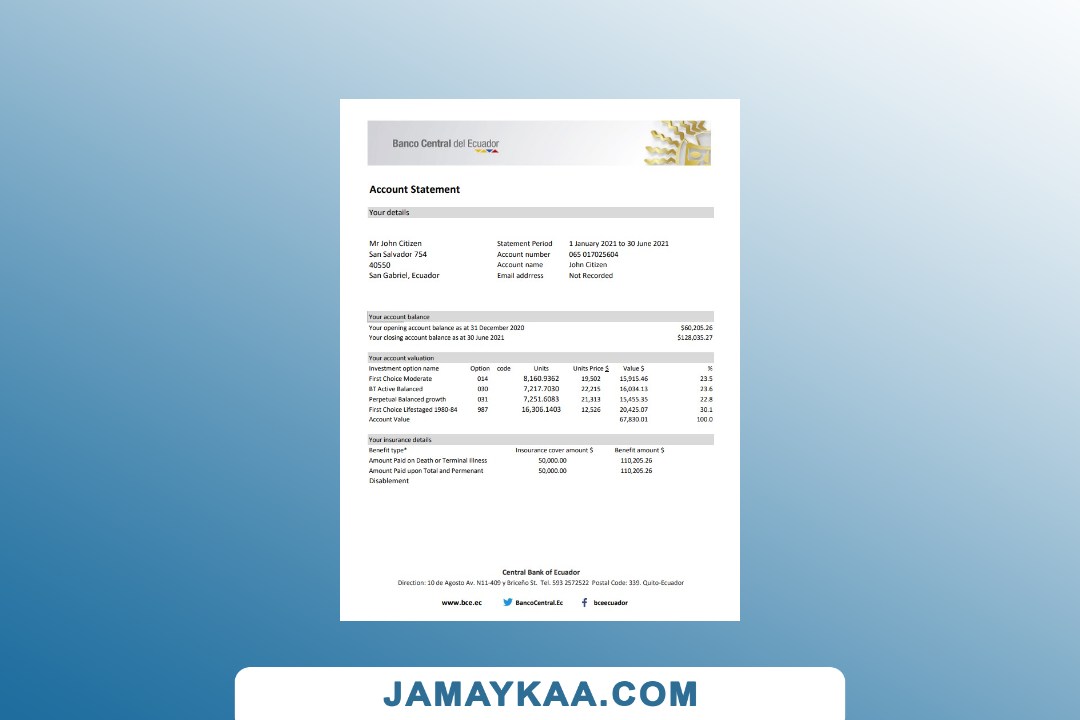 Banco Central del Ecuador
Account Statement
Your details
Mr John Citizen Statement Period 1 January 2021 to 30 June 2021
San Salvador 754 Account number 065 017025604
40550 Account name John Citizen
San Gabriel, Ecuador Email addrress Not Recorded
Your account balance
Your opening account balance as at 31 December 2020 $60,205.26
Your closing account balance as at 30 June 2021 $128,035.27
Your account valuation
Investment option name Option code Units Units Price $ Value $ %
First Choice Moderate 014 8,160.9362 19,502 15,915.46 23.5
BT Active Balanced 030 7,217.7030 22,215 16,034.13 23.6
Perpetual Balanced growth 031 7,251.6083 21,313 15,455.35 22.8
First Choice Lifestaged 1980-84 987 16,306.1403 12,526 20,425.07 30.1
Account Value 67,830.01 100.0
Your insurance details
Benefit type* Insourance cover amount $ Benefit amount $
Amount Paid on Death or Terminal Illness 50,000.00 110,205.26
Amount Paid upon Total and Permenant 50,000.00 110,205.26
Disablement
Central Bank of Ecuador
Direction: 10 de Agosto Av. N11-409 y Briceño St. Tel. 593 2572522 Postal Code: 339. Quito-Ecuador
www.bce.ec BancoCentral.Ec bceecuador
JAMAYKAA.COM